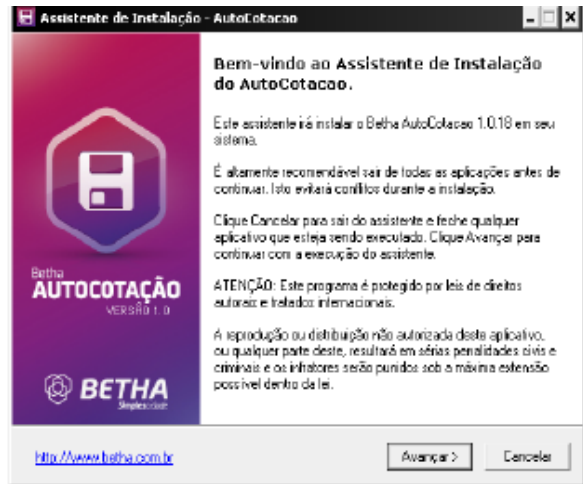 Assistente de Instalação - AutoCotacao
Bem-vindo ao Assistente de Instalação
do AutoCotacao.
Este assistente irá instalar o Betha AutoCotacao 1.0.18 em seu
sistema.
É altamente recomendável sair de todas as aplicações antes de
continuar. Isto evitará conflitos durante a instalação.
Clique Cancelar para sair do assistente e feche qualquer
aplicativo que esteja sendo executado. Clique Avançar para
continuar com a execução do assistente.
ATENÇÃO: Este programa é protegido por leis de direitos
autorais e tratados internacionais.
A reprodução ou distribuição não autorizada deste aplicativo,
ou qualquer parte deste, resultará em sérias penalidades civis e
criminais e os infratores serão punidos sob a máxima extensão
possível dentro da lei.
Betha
AUTOCOTAÇÃO
VERSÃO 1.0
BETHA
Simplicidade
http://www.betha.com.br
Avançar >
Cancelar